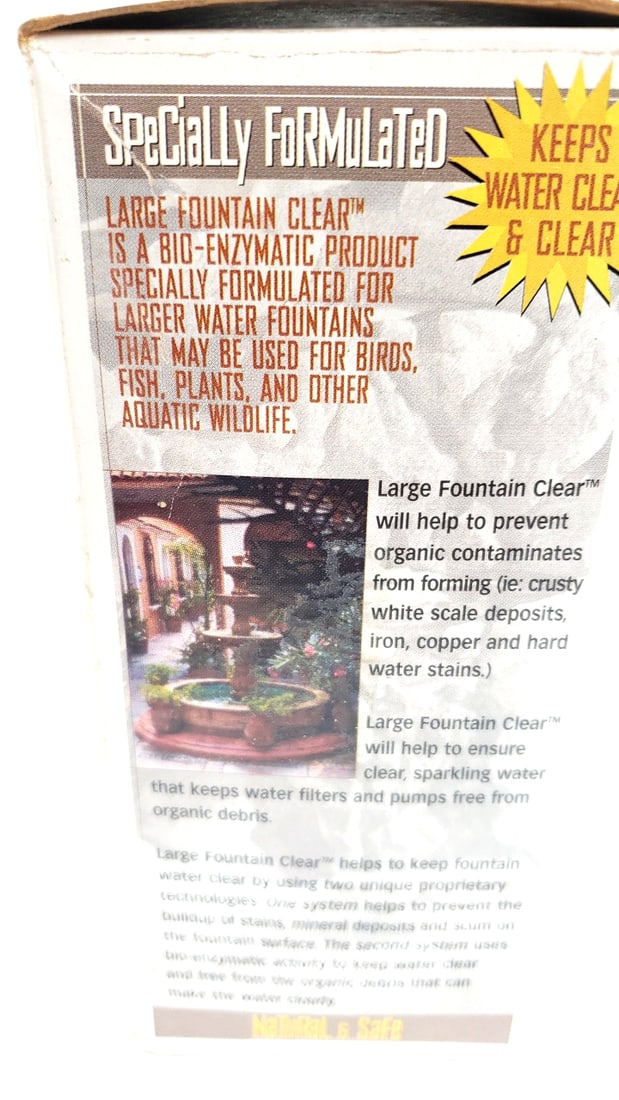 SPeCiaLLy FoRMuLaTeD
KEEPS
WATER CLEA
& CLEAR
LARGE FOUNTAIN CLEAR™
IS A BIO-ENZYMATIC PRODUCT
SPECIALLY FORMULATED FOR
LARGER WATER FOUNTAINS
THAT MAY BE USED FOR BIRDS,
FISH, PLANTS, AND OTHER
AQUATIC WILDLIFE.
Large Fountain Clear™
will help to prevent
organic contaminates
from forming (ie: crusty
white scale deposits,
iron, copper and hard
water stains.)
Large Fountain Clear™
will help to ensure
clear, sparkling water
that keeps water filters and pumps free from
organic debris.
Large Fountain Clear™ helps to keep fountain
water clear by using two unique proprietary
technologies. One system helps to prevent the
buildup of stains, mineral deposits and scum on
the fountain surface. The second system uses
bio-enzymatic activity to keep water clear
and free from the organic debris that can
make the water cloudy.
NaTuRaL & SaFe